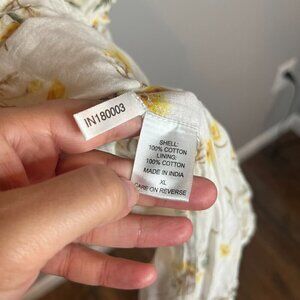 IN180003
SHELL:
100% COTTON
LINING:
100% COTTON
MADE IN INDIA
XL
CARE ON REVERSE